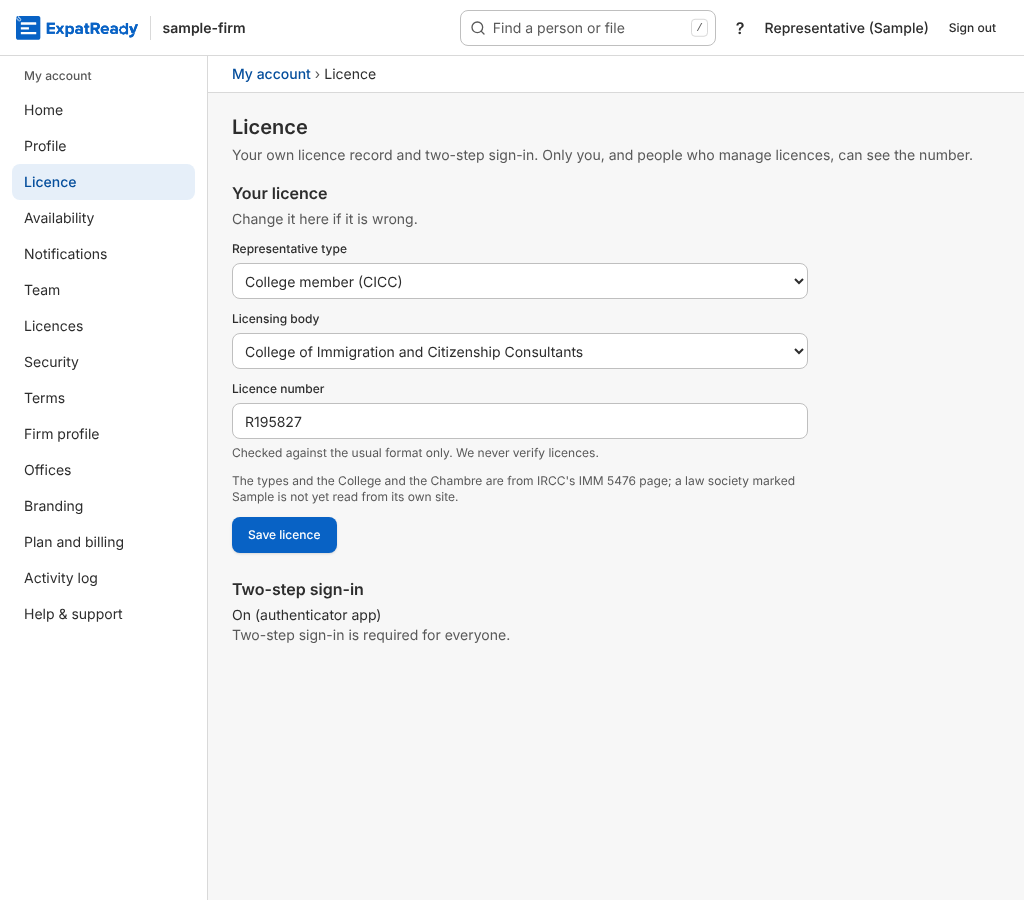 ExpatReady
sample-firm
Find a person or file
/
?
Representative (Sample)
Sign out
My account
Home
Profile
Licence
Availability
Notifications
Team
Licences
Security
Terms
Firm profile
Offices
Branding
Plan and billing
Activity log
Help & support
My account › Licence
Licence
Your own licence record and two-step sign-in. Only you, and people who manage licences, can see the number.
Your licence
Change it here if it is wrong.
Representative type
College member (CICC)
Licensing body
College of Immigration and Citizenship Consultants
Licence number
R195827
Checked against the usual format only. We never verify licences.
The types and the College and the Chambre are from IRCC's IMM 5476 page; a law society marked
Sample is not yet read from its own site.
Save licence
Two-step sign-in
On (authenticator app)
Two-step sign-in is required for everyone.